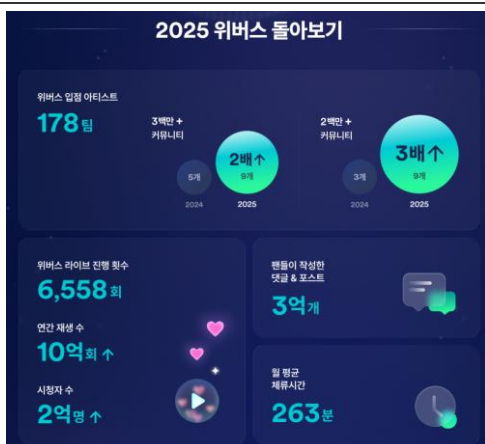 2025 위버스 돌아보기
위버스 입점 아티스트
178팀
3백만 +
커뮤니티
2배↑
5개
9개
2024
2025
2백만 +
커뮤니티
3배↑
3개
9개
2024
2025
위버스 라이브 진행 횟수
6,558회
연간 재생 수
10억회 ↑
시청자 수
2억명 ↑
팬들이 작성한
댓글 & 포스트
3억개
월 평균
체류시간
263분